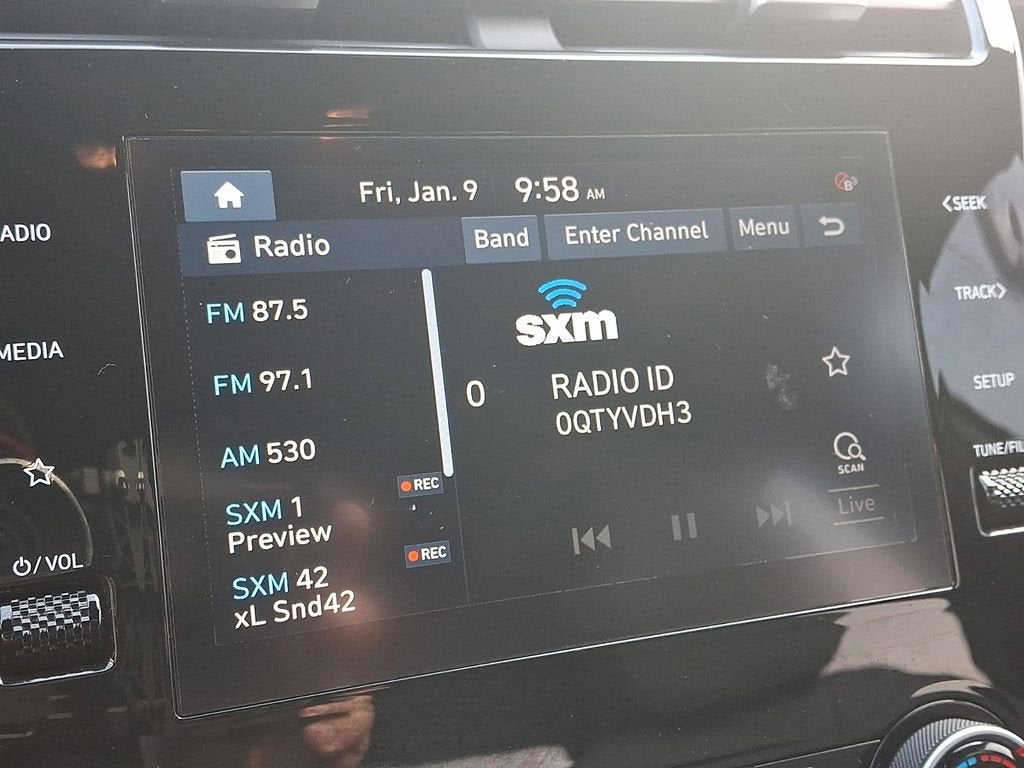 Fri, Jan. 9 9:58 AM
Radio Band Enter Channel Menu
FM 87.5
FM 97.1
AM 530
REC
SXM 1
Preview
REC
SXM 42
xL Snd42
sxm
0 RADIO ID
0QTYVDH3
SCAN
Live
ADIO
MEDIA
/ VOL
<SEEK
TRACK>
SETUP
TUNE/FIL